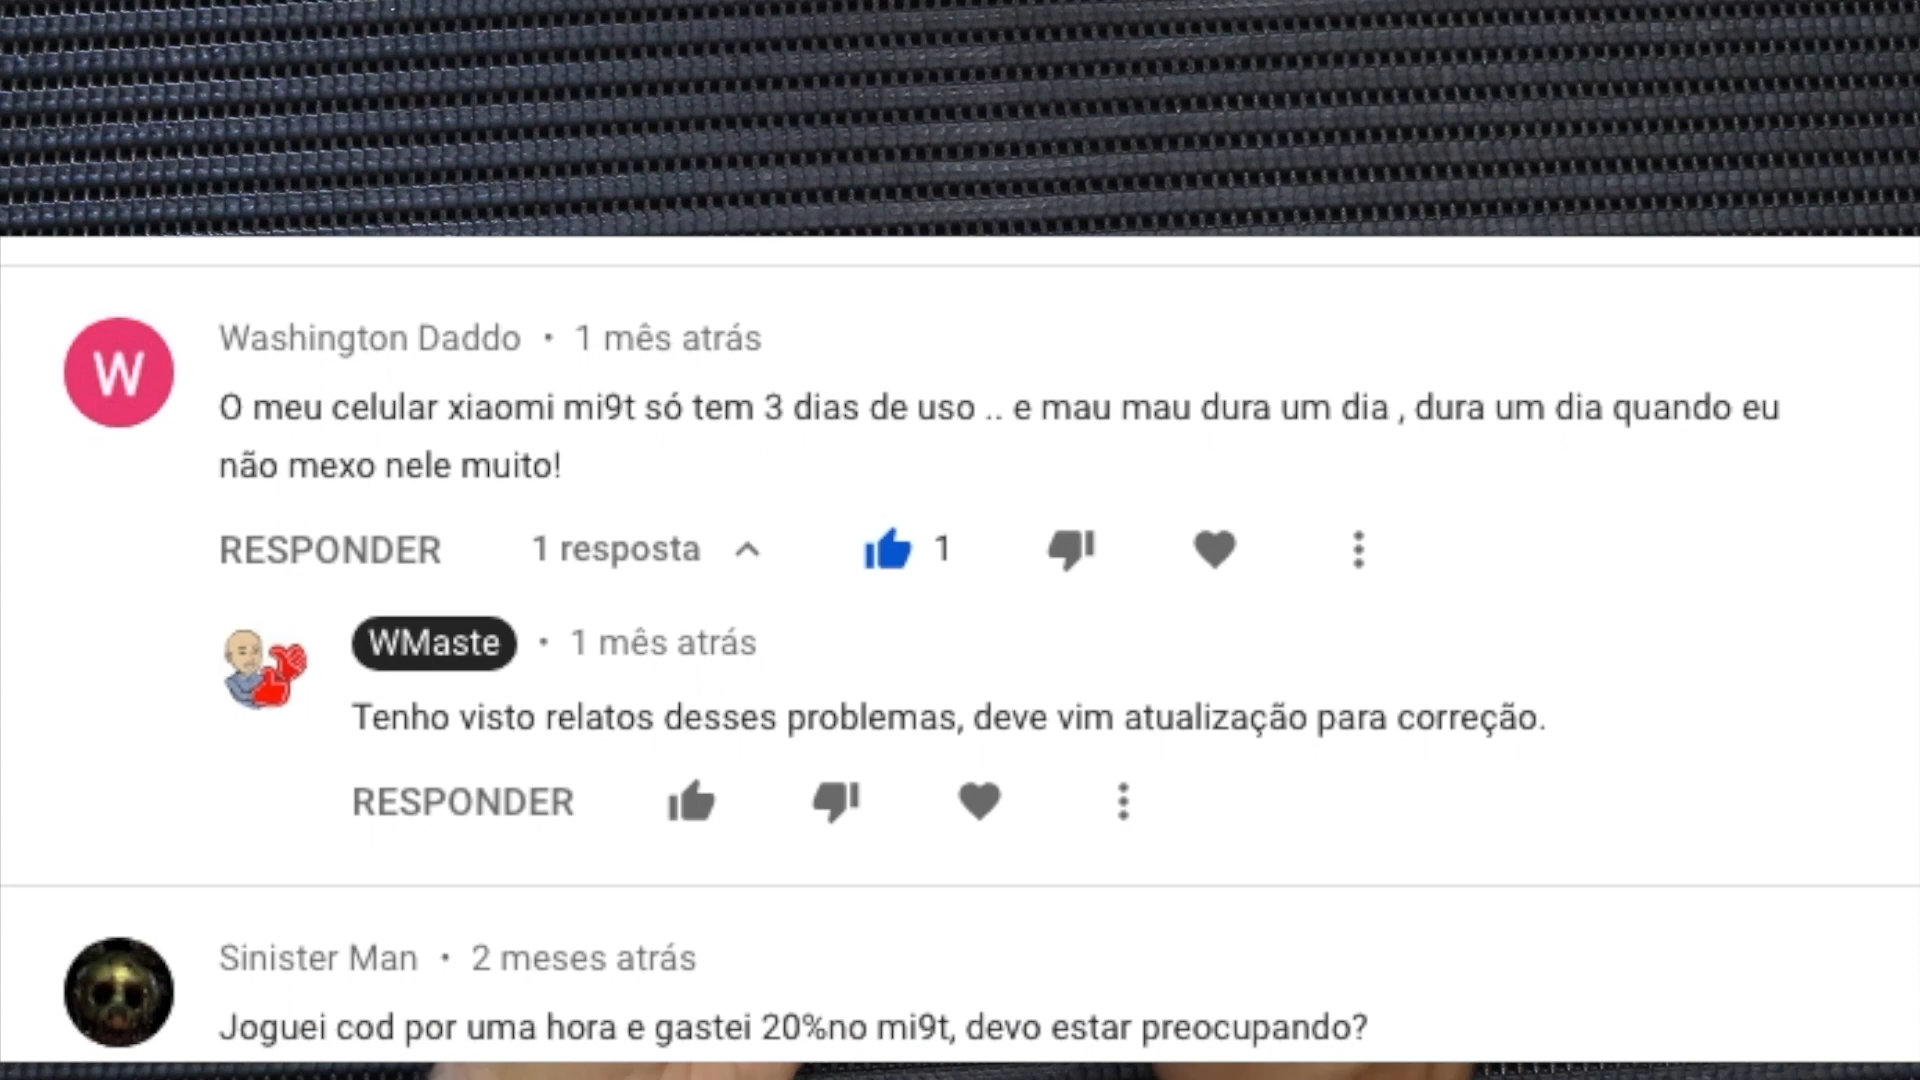 W
Washington Daddo • 1 mês atrás
O meu celular xiaomi mi9t só tem 3 dias de uso .. e mau mau dura um dia , dura um dia quando eu
não mexo nele muito!
RESPONDER 1 resposta 1
WMaste • 1 mês atrás
Tenho visto relatos desses problemas, deve vim atualização para correção.
RESPONDER
Sinister Man • 2 meses atrás
Joguei cod por uma hora e gastei 20%no mi9t, devo estar preocupando?